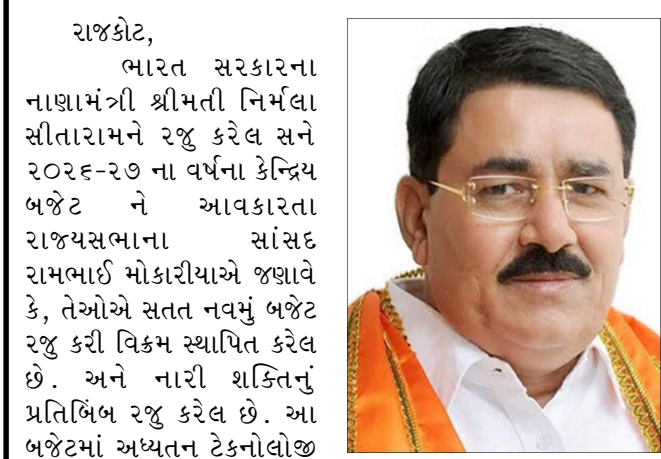 રાજકોટ,
ભારત સરકારના
નાણામંત્રી શ્રીમતી નિર્મલા
સીતારામને રજુ કરેલ સને
૨૦૨૬-૨૭ ના વર્ષના કેન્દ્રિય
બજેટ ને આવકારતા
રાજયસભાના સાંસદ
રામભાઈ મોકારીયાએ જણાવે
કે, તેઓએ સતત નવમું બજેટ
રજુ કરી વિક્રમ સ્થાપિત કરેલ
છે. અને નારી શક્તિનું
પ્રતિબિંબ રજુ કરેલ છે. આ
બજેટમાં અધ્યતન ટેકનોલોજી